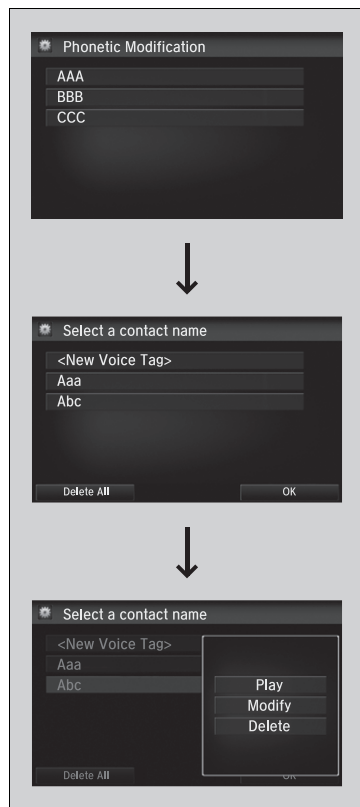 Phonetic Modification
AAA
BBB
CCC
Select a contact name
<New Voice Tag>
Aaa
Abc
Delete All OK
Select a contact name
<New Voice Tag>
Aaa
Abc
Play
Modify
Delete
Delete All OK